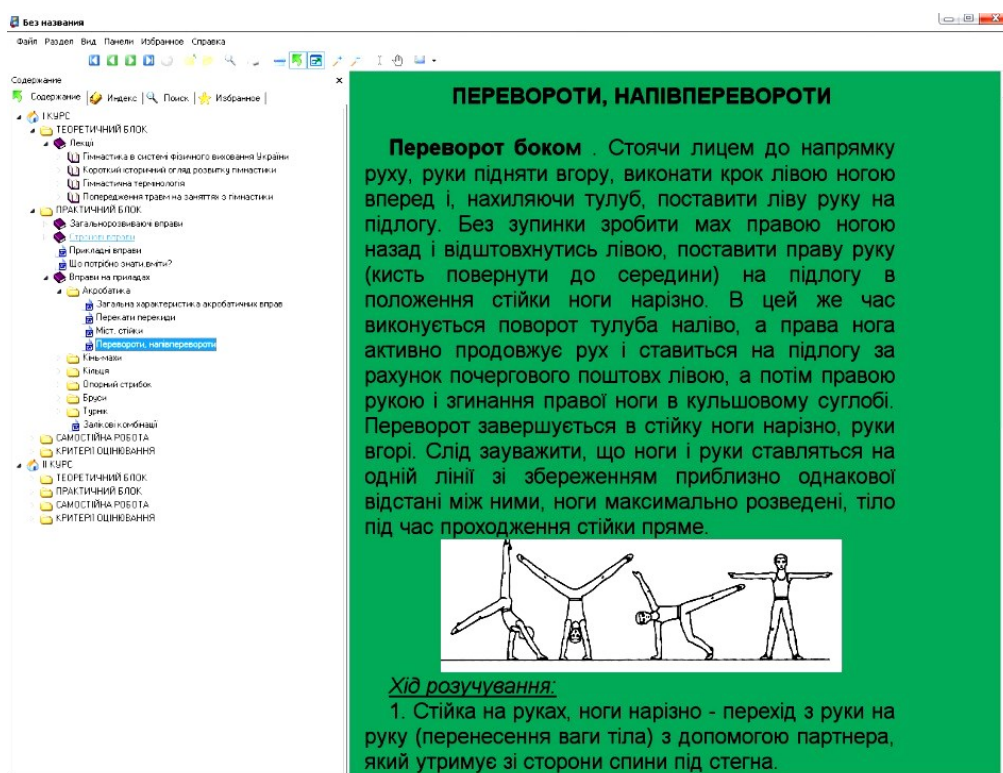 Без названия
Файл Раздел Вид Панели Избранное Справка
Содержание
Содержание Индекс Поиск Избранное
І КУРС
ТЕОРЕТИЧНИЙ БЛОК
Лекції
Гімнастика в системі фізичного виховання України
Короткий історичний огляд розвитку гімнастики
Гімнастична термінологія
Попередження травм на заняттях з гімнастики
ПРАКТИЧНИЙ БЛОК
Загальнорозвиваючі вправи
Стройові вправи
Прикладні вправи
Що потрібно знати,вміти?
Вправи на приладах
Акробатика
Загальна характеристика акробатичних вправ
Перекати перекиди
Міст. стійки
Перевороти, напівперевороти
Кінь-махи
Кільця
Опорний стрибок
Бруси
Турнік
Залікові комбінації
САМОСТІЙНА РОБОТА
КРИТЕРІЇ ОЦІНЮВАННЯ
ІІ КУРС
ТЕОРЕТИЧНИЙ БЛОК
ПРАКТИЧНИЙ БЛОК
САМОСТІЙНА РОБОТА
КРИТЕРІЇ ОЦІНЮВАННЯ
ПЕРЕВОРОТИ, НАПІВПЕРЕВОРОТИ
Переворот боком . Стоячи лицем до напрямку
руху, руки підняти вгору, виконати крок лівою ногою
вперед і, нахиляючи тулуб, поставити ліву руку на
підлогу. Без зупинки зробити мах правою ногою
назад і відштовхнутись лівою, поставити праву руку
(кисть повернути до середини) на підлогу в
положення стійки ноги нарізно. В цей же час
виконується поворот тулуба наліво, а права нога
активно продовжує рух і ставиться на підлогу за
рахунок почергового поштовх лівою, а потім правою
рукою і згинання правої ноги в кульшовому суглобі.
Переворот завершується в стійку ноги нарізно, руки
вгорі. Слід зауважити, що ноги і руки ставляться на
одній лінії зі збереженням приблизно однакової
відстані між ними, ноги максимально розведені, тіло
під час проходження стійки пряме.
Хід розучування:
1. Стійка на руках, ноги нарізно - перехід з руки на
руку (перенесення ваги тіла) з допомогою партнера,
який утримує зі сторони спини під стегна.